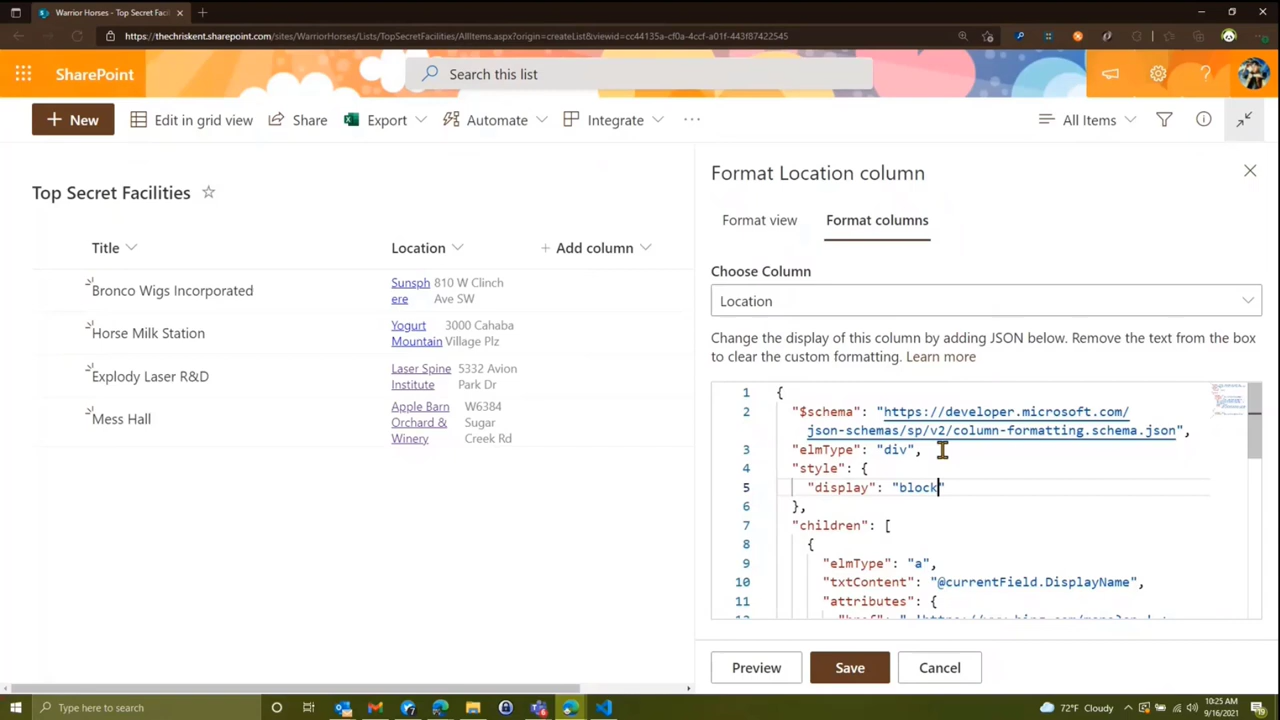 Warrior Horses - Top Secret Faci
https://thechriskent.sharepoint.com/sites/WarriorHorses/Lists/TopSecretFacilities/AllItems.aspx?origin=createList&viewid=cc44135a-cf0a-4ccf-a01f-443f87422545
SharePoint
Search this list
New
Edit in grid view
Share
Export
Automate
Integrate
All Items
Top Secret Facilities
Title
Location
Add column
Bronco Wigs Incorporated
Sunsph
ere
810 W Clinch
Ave SW
Horse Milk Station
Yogurt
Mountain
3000 Cahaba
Village Plz
Explody Laser R&D
Laser Spine
Institute
5332 Avion
Park Dr
Mess Hall
Apple Barn
Orchard &
Winery
W6384
Sugar
Creek Rd
Format Location column
Format view
Format columns
Choose Column
Location
Change the display of this column by adding JSON below. Remove the text from the box
to clear the custom formatting. Learn more
1 {
2 "$schema": "https://developer.microsoft.com/
json-schemas/sp/v2/column-formatting.schema.json",
3 "elmType": "div",
4 "style": {
5 "display": "block"
6 },
7 "children": [
8 {
9 "elmType": "a",
10 "txtContent": "@currentField.DisplayName",
11 "attributes": {
Preview
Save
Cancel
Type here to search
72°F Cloudy
10:25 AM
9/16/2021